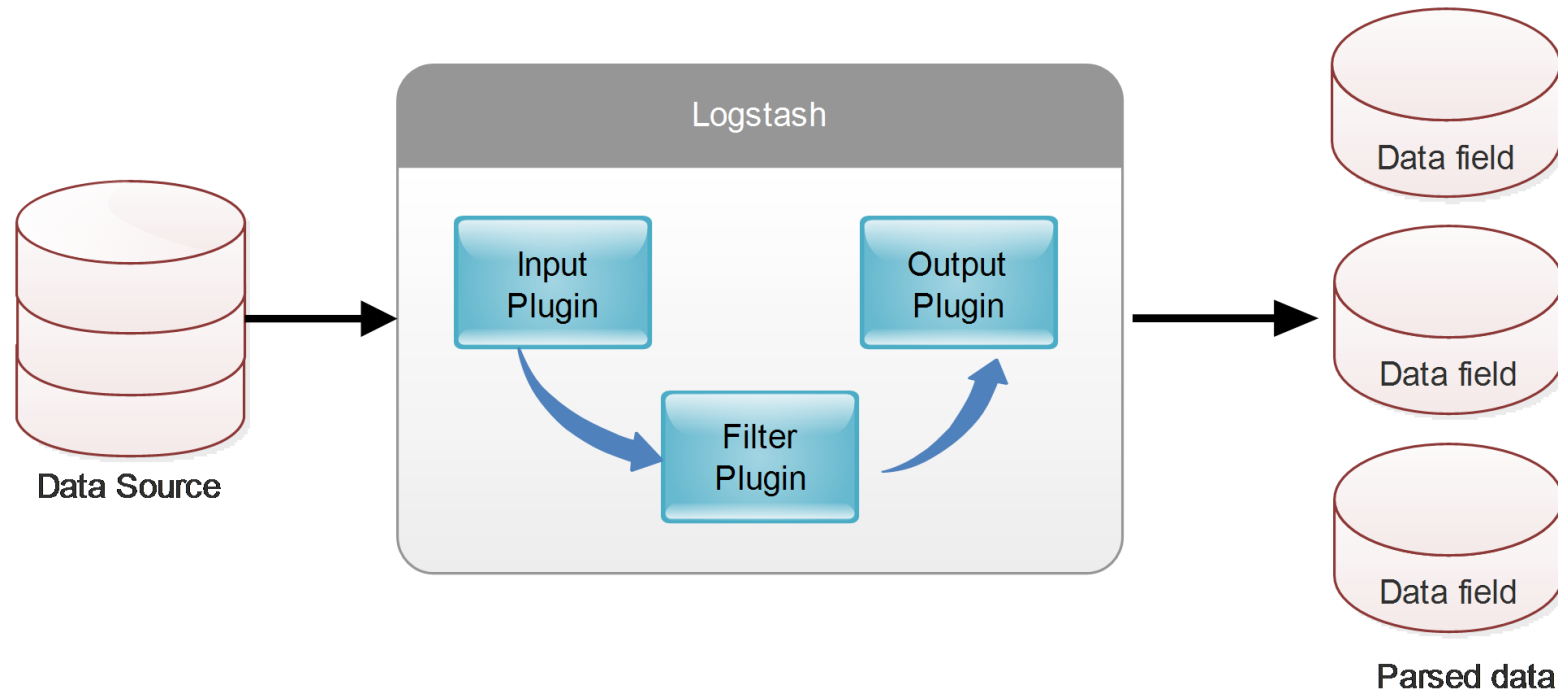 Logstash
Data Source
Input
Plugin
Filter
Plugin
Output
Plugin
Data field
Data field
Data field
Parsed data